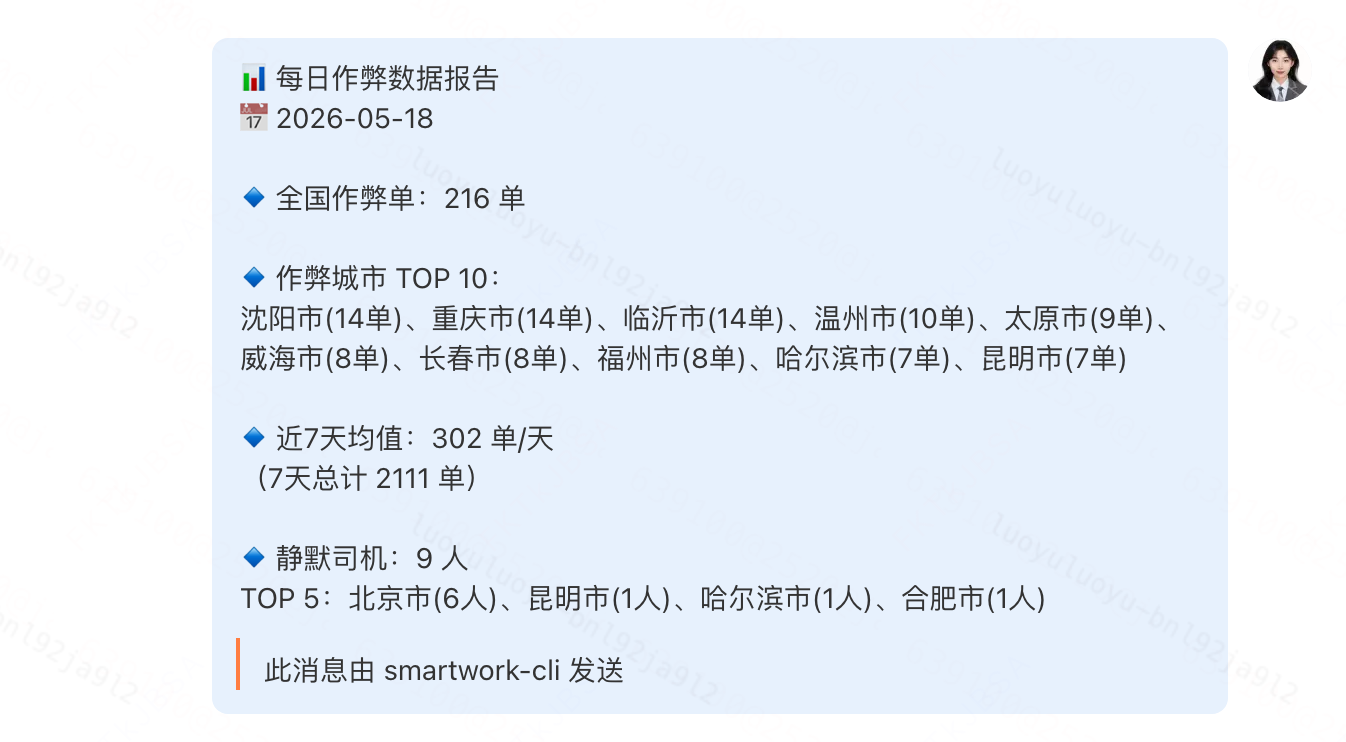 📊 每日作弊数据报告
📅 2026-05-18
🔹 全国作弊单：216 单
🔹 作弊城市 TOP 10：
沈阳市(14单)、重庆市(14单)、临沂市(14单)、温州市(10单)、太原市(9单)、
威海市(8单)、长春市(8单)、福州市(8单)、哈尔滨市(7单)、昆明市(7单)
🔹 近7天均值：302 单/天
（7天总计 2111 单）
🔹 静默司机：9 人
TOP 5：北京市(6人)、昆明市(1人)、哈尔滨市(1人)、合肥市(1人)
此消息由 smartwork-cli 发送